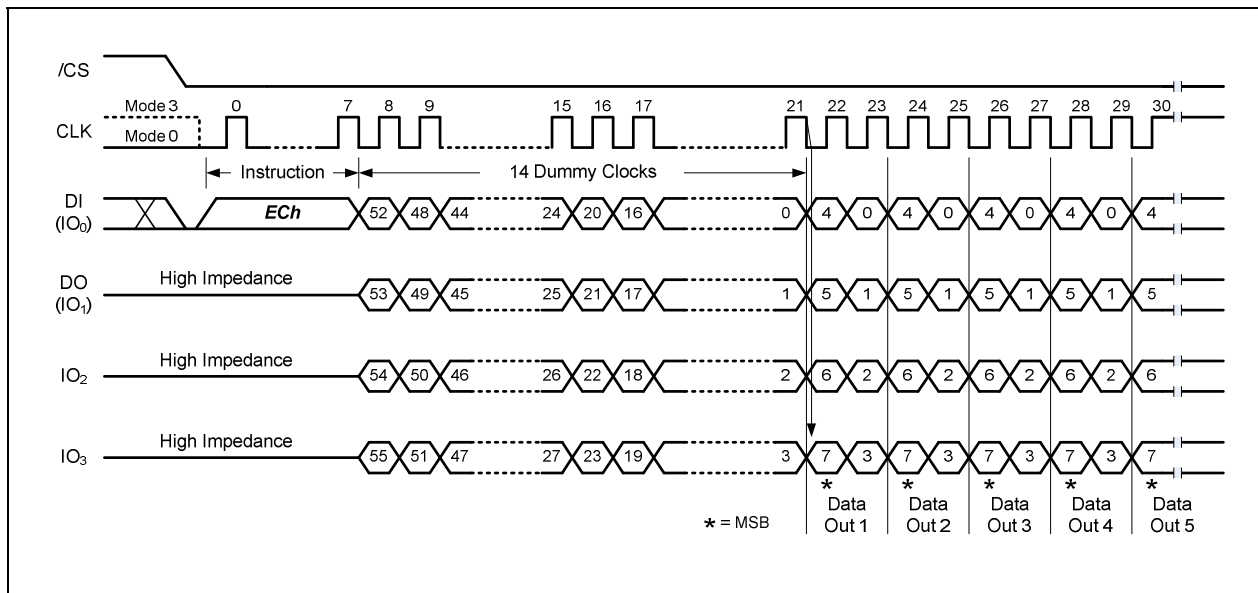 /CS
Mode 3 0 7 8 9 15 16 17 21 22 23 24 25 26 27 28 29 30
CLK Mode 0
Instruction 14 Dummy Clocks
DI (IO0) ECh 52 48 44 24 20 16 0 4 0 4 0 4 0 4 0 4
DO (IO1) High Impedance 53 49 45 25 21 17 1 5 1 5 1 5 1 5 1 5
IO2 High Impedance 54 50 46 26 22 18 2 6 2 6 2 6 2 6 2 6
IO3 High Impedance 55 51 47 27 23 19 3 7 3 7 3 7 3 7 3 7
* * * * *
* = MSB Data Out 1 Data Out 2 Data Out 3 Data Out 4 Data Out 5